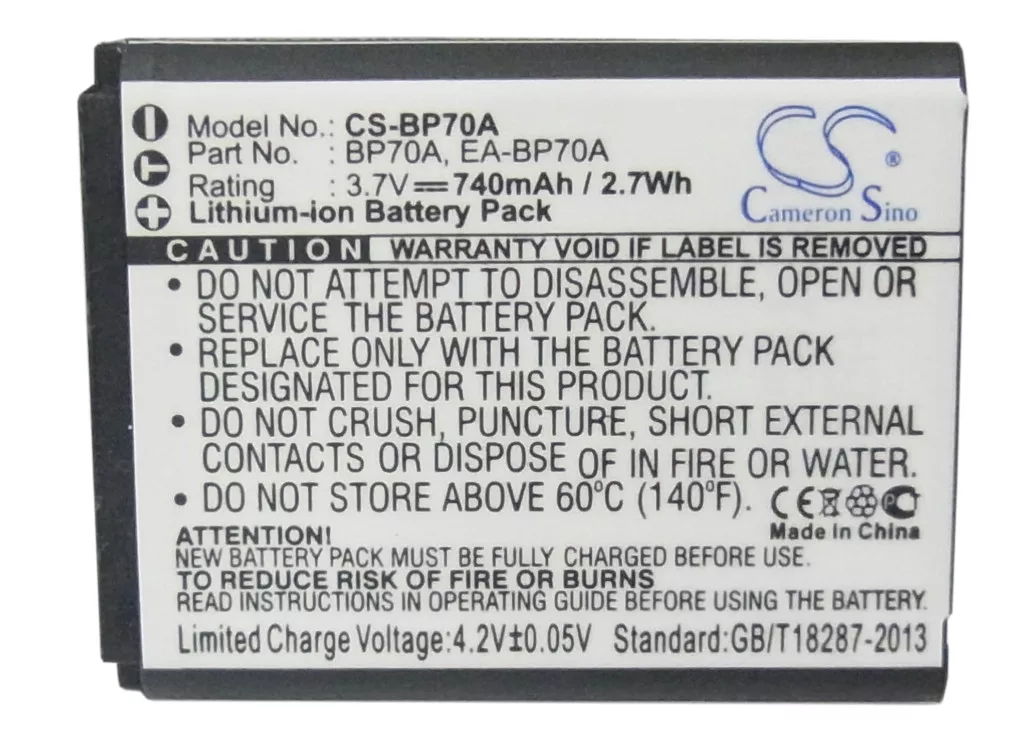 Model No.: CS-BP70A
Part No. : BP70A, EA-BP70A
Rating : 3.7V⎓740mAh / 2.7Wh
Lithium-ion Battery Pack
CS®
Cameron Sino
CAUTION WARRANTY VOID IF LABEL IS REMOVED
• DO NOT ATTEMPT TO DISASSEMBLE, OPEN OR
SERVICE THE BATTERY PACK.
• REPLACE ONLY WITH THE BATTERY PACK
DESIGNATED FOR THIS PRODUCT.
• DO NOT CRUSH, PUNCTURE, SHORT EXTERNAL
CONTACTS OR DISPOSE OF IN FIRE OR WATER.
• DO NOT STORE ABOVE 60°C (140°F).
CE
Made in China
ATTENTION!
NEW BATTERY PACK MUST BE FULLY CHARGED BEFORE USE.
TO REDUCE RISK OF FIRE OR BURNS
READ INSTRUCTIONS IN OPERATING GUIDE BEFORE USING THE BATTERY.
Limited Charge Voltage:4.2V±0.05V Standard:GB/T18287-2013